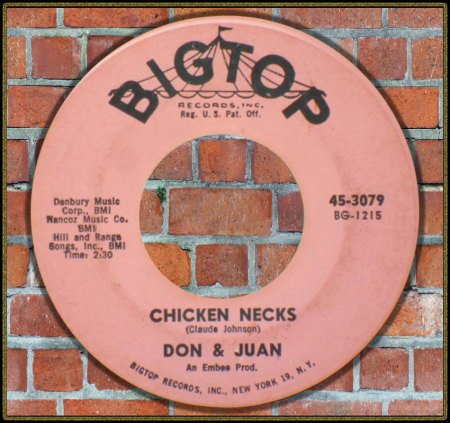 BIGTOP
RECORDS, INC.
Reg. U. S. Pat. Off.
Danbury Music
Corp., BMI
Nancoz Music Co.
BMI
Hill and Range
Songs, Inc., BMI
Time: 2:30
45-3079
BG-1215
CHICKEN NECKS
(Claude Johnson)
DON & JUAN
An Embee Prod.
BIGTOP RECORDS, INC., NEW YORK 19, N. Y.